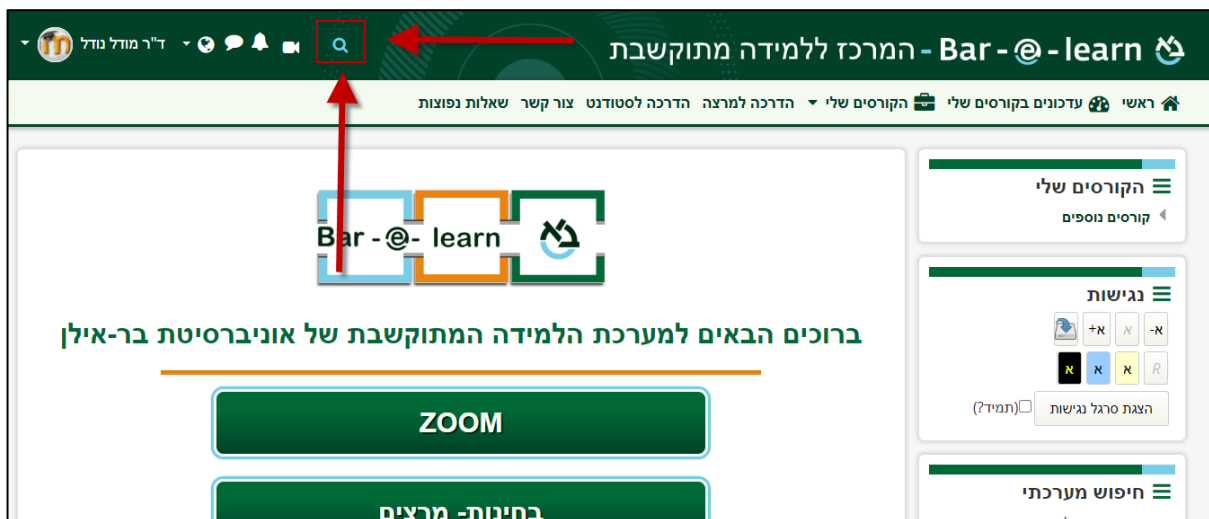 Bar - @ - learn - המרכז ללמידה מתוקשבת
ד"ר מודל נודל
ראשי עדכונים בקורסים שלי הקורסים שלי הדרכה למרצה הדרכה לסטודנט צור קשר שאלות נפוצות
הקורסים שלי
קורסים נוספים
נגישות
א- א א+
R א א א
הצגת סרגל נגישות (תמיד?)
חיפוש מערכתי
Bar - @ - learn
ברוכים הבאים למערכת הלמידה המתוקשבת של אוניברסיטת בר-אילן
ZOOM
בחינות- מרצים